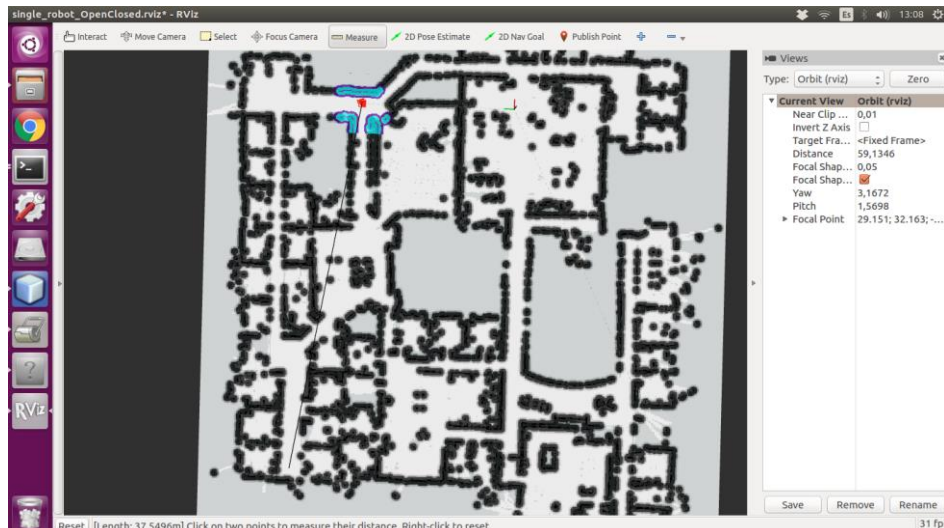 single_robot_OpenClosed.rviz* - RViz
Es
13:08
Interact
Move Camera
Select
Focus Camera
Measure
2D Pose Estimate
2D Nav Goal
Publish Point
Views
Type: Orbit (rviz)
Zero
Current View Orbit (rviz)
Near Clip ... 0,01
Invert Z Axis
Target Fra... <Fixed Frame>
Distance 59,1346
Focal Shap... 0,05
Focal Shap...
Yaw 3,1672
Pitch 1,5698
Focal Point 29.151; 32.163; -...
RViz
Save
Remove
Rename
Reset [Length: 37.5496m] Click on two points to measure their distance. Right-click to reset.
31 fp